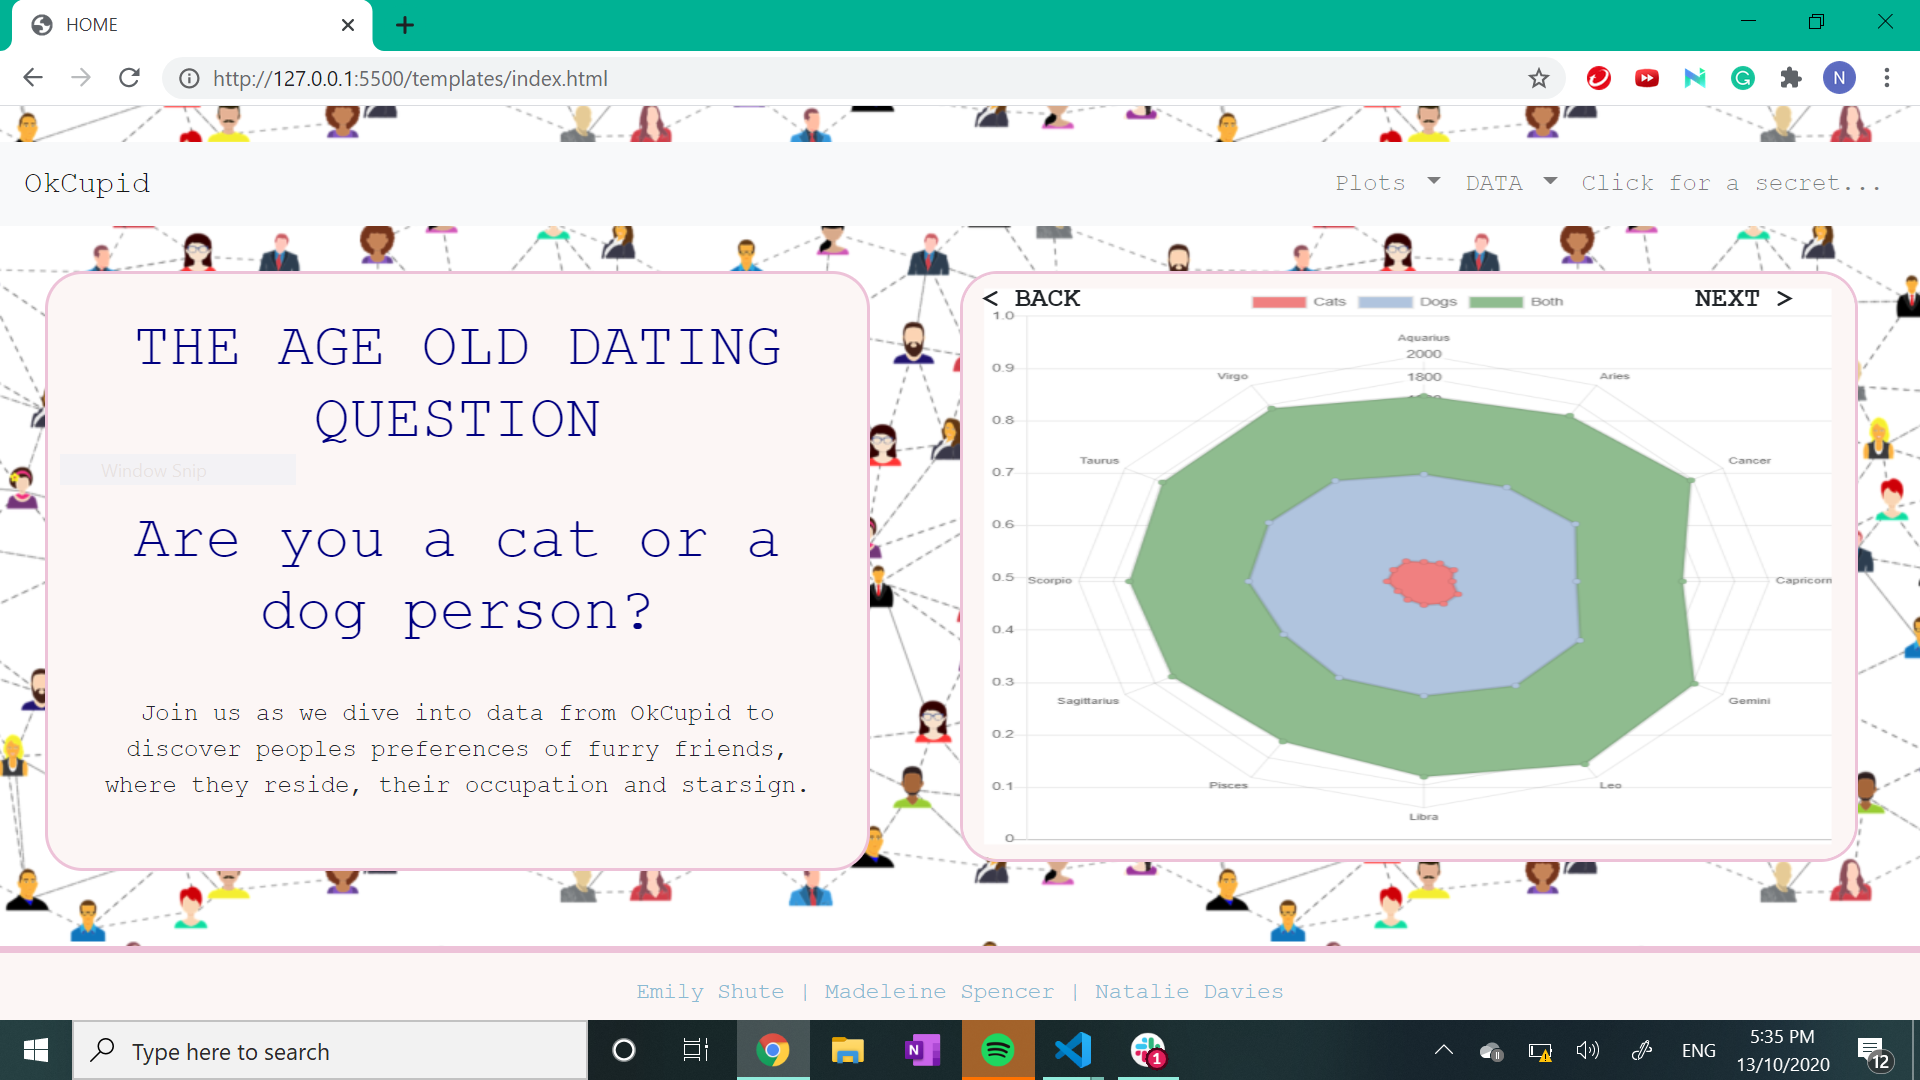 HOME
http://127.0.0.1:5500/templates/index.html
N
OkCupid
Plots DATA Click for a secret...
THE AGE OLD DATING
QUESTION
Window Snip
Are you a cat or a
dog person?
Join us as we dive into data from OkCupid to
discover peoples preferences of furry friends,
where they reside, their occupation and starsign.
< BACK
Cats Dogs Both
NEXT >
1.0
0.9
0.8
0.7
0.6
0.5
0.4
0.3
0.2
0.1
0
Aquarius
2000
1800
Virgo
Aries
Taurus
Cancer
Scorpio
Capricorn
Sagittarius
Gemini
Pisces
Leo
Libra
Emily Shute | Madeleine Spencer | Natalie Davies
Type here to search
N
1
ENG
5:35 PM
13/10/2020
12